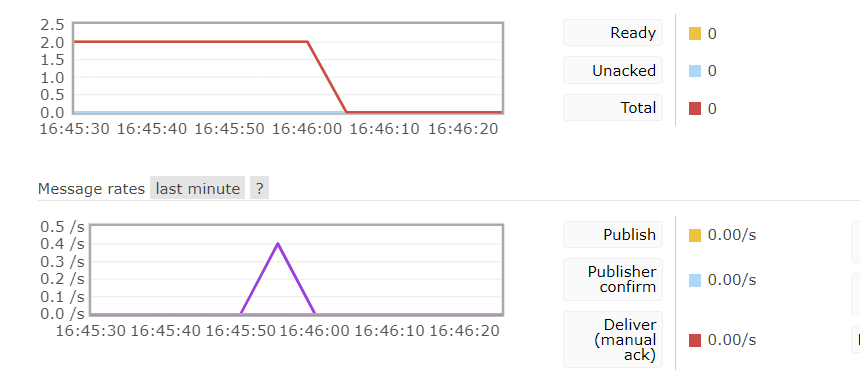 2.5
2.0
1.5
1.0
0.5
0.0
16:45:30 16:45:40 16:45:50 16:46:00 16:46:10 16:46:20
Ready 0
Unacked 0
Total 0
Message rates last minute ?
0.5 /s
0.4 /s
0.3 /s
0.2 /s
0.1 /s
0.0 /s
16:45:30 16:45:40 16:45:50 16:46:00 16:46:10 16:46:20
Publish 0.00/s
Publisher
confirm 0.00/s
Deliver
(manual 0.00/s
ack)